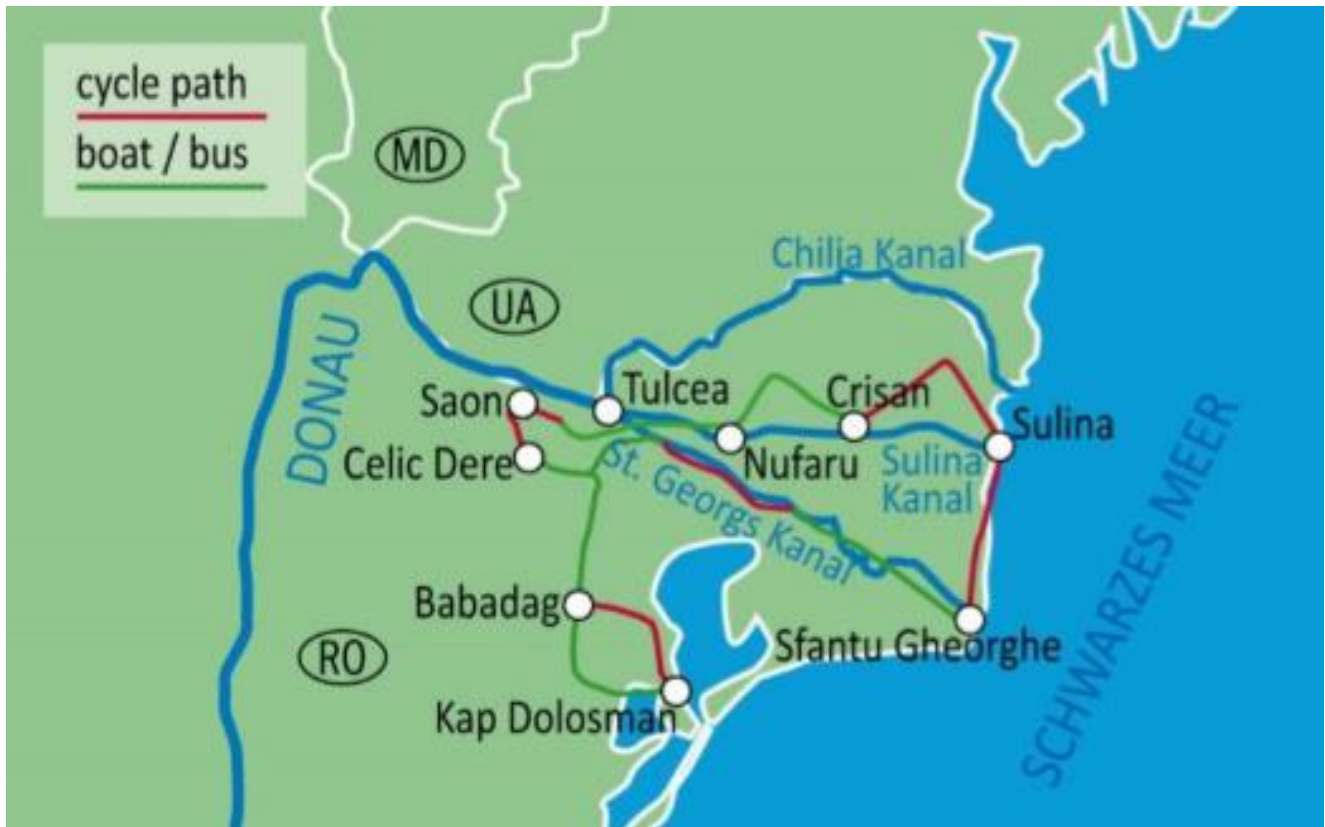 cycle path
boat / bus
MD
Chilia Kanal
UA
DONAU
Saon
Tulcea
Crisan
Sulina
Celic Dere
Nufaru
Sulina
Kanal
St. Georgs Kanal
Babadag
RO
Sfantu Gheorghe
Kap Dolosman
SCHWARZES MEER